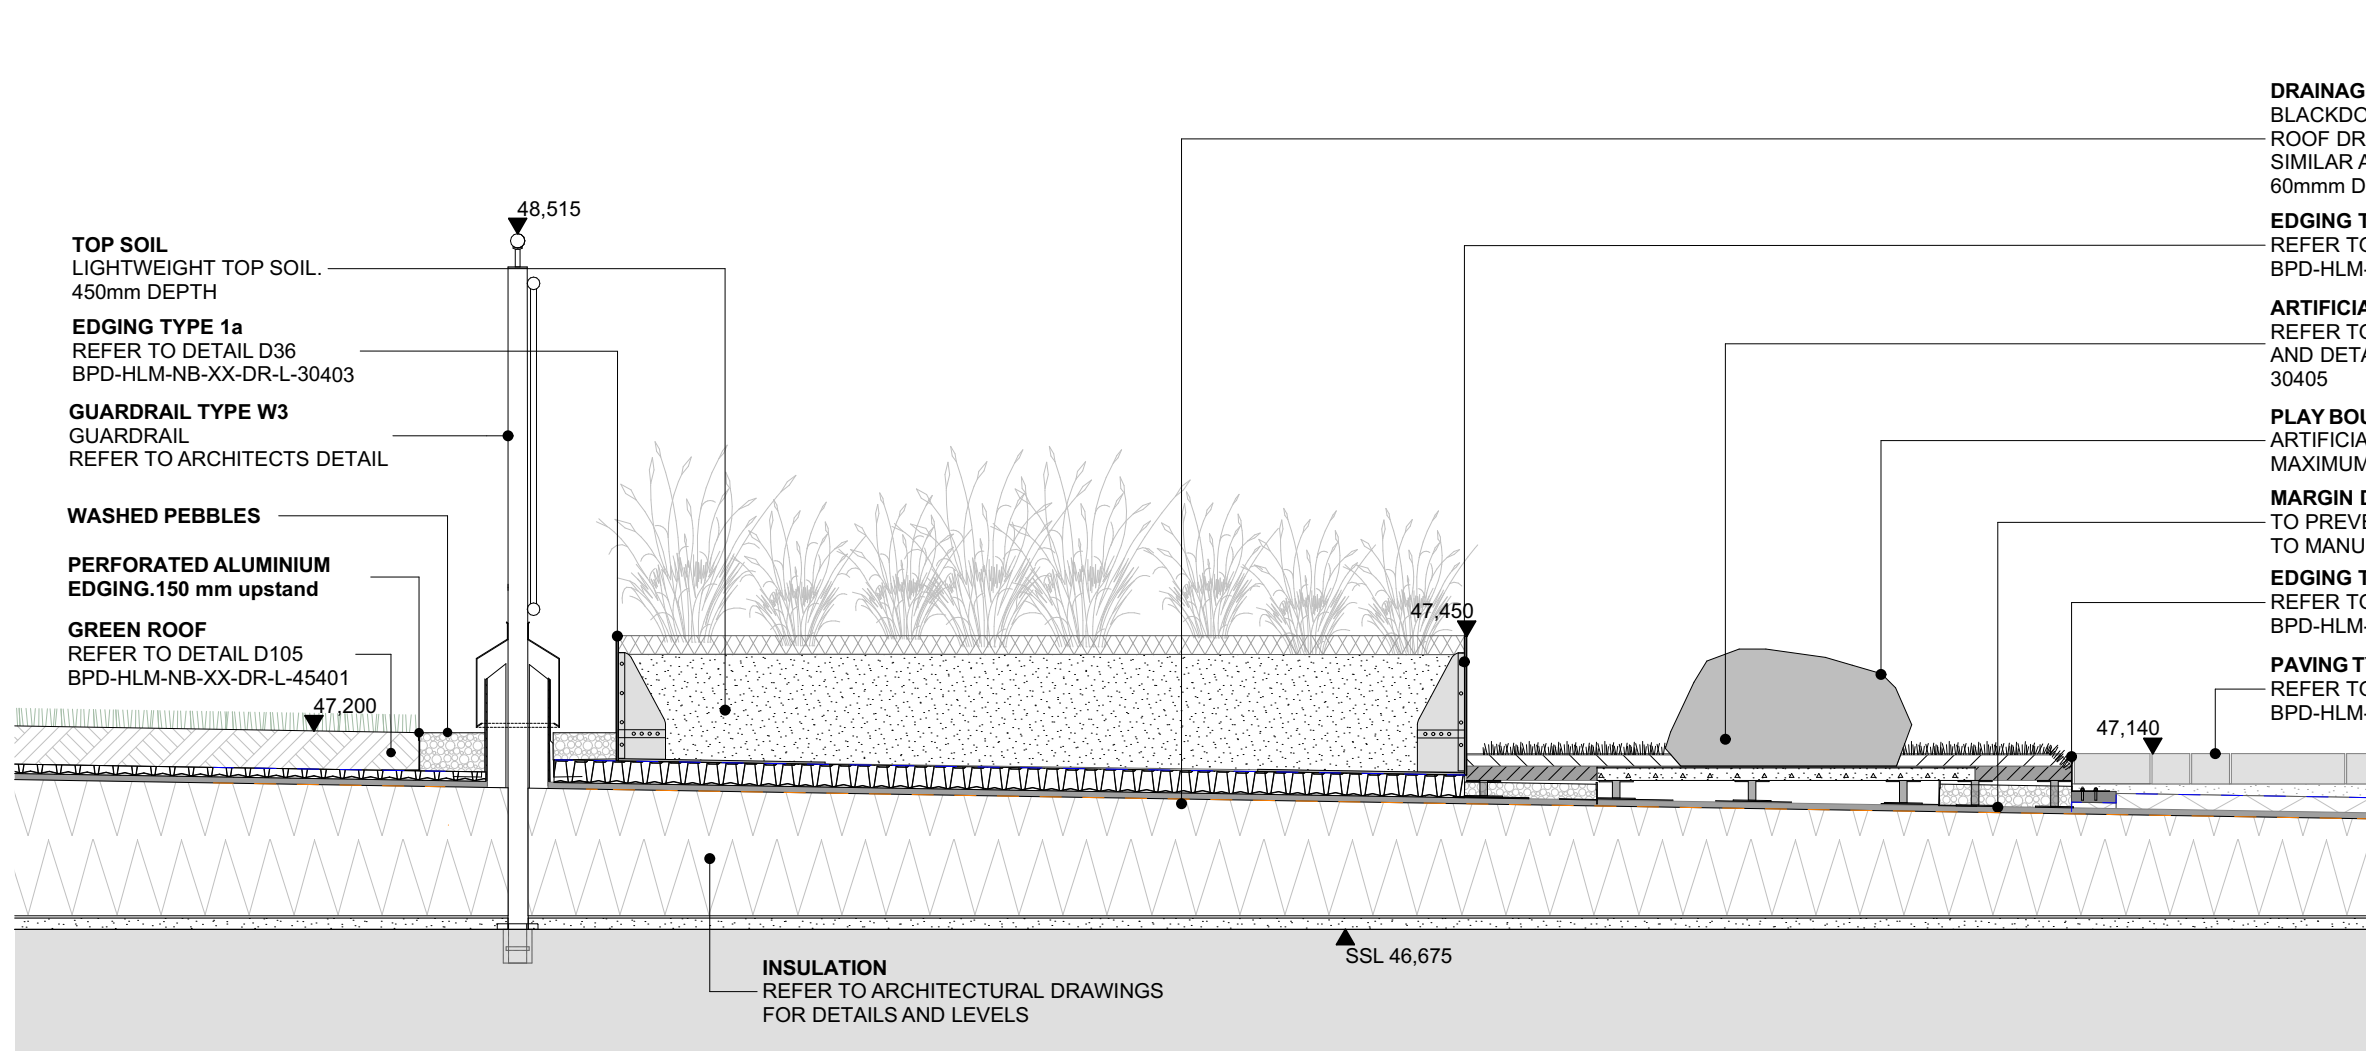 48,515
TOP SOIL
LIGHTWEIGHT TOP SOIL.
450mm DEPTH
EDGING TYPE 1a
REFER TO DETAIL D36
BPD-HLM-NB-XX-DR-L-30403
GUARDRAIL TYPE W3
GUARDRAIL
REFER TO ARCHITECTS DETAIL
WASHED PEBBLES
PERFORATED ALUMINIUM
EDGING.150 mm upstand
GREEN ROOF
REFER TO DETAIL D105
BPD-HLM-NB-XX-DR-L-45401
47,200
47,450
SSL 46,675
INSULATION
REFER TO ARCHITECTURAL DRAWINGS
FOR DETAILS AND LEVELS
DRAINAG
BLACKDO
ROOF DR
SIMILAR A
60mmm D
EDGING T
REFER TO
BPD-HLM-
ARTIFICIA
REFER TO
AND DETA
30405
PLAY BOU
ARTIFICIA
MAXIMUM
MARGIN D
TO PREVE
TO MANU
EDGING T
REFER TO
BPD-HLM-
PAVING TY
REFER TO
BPD-HLM-
47,140